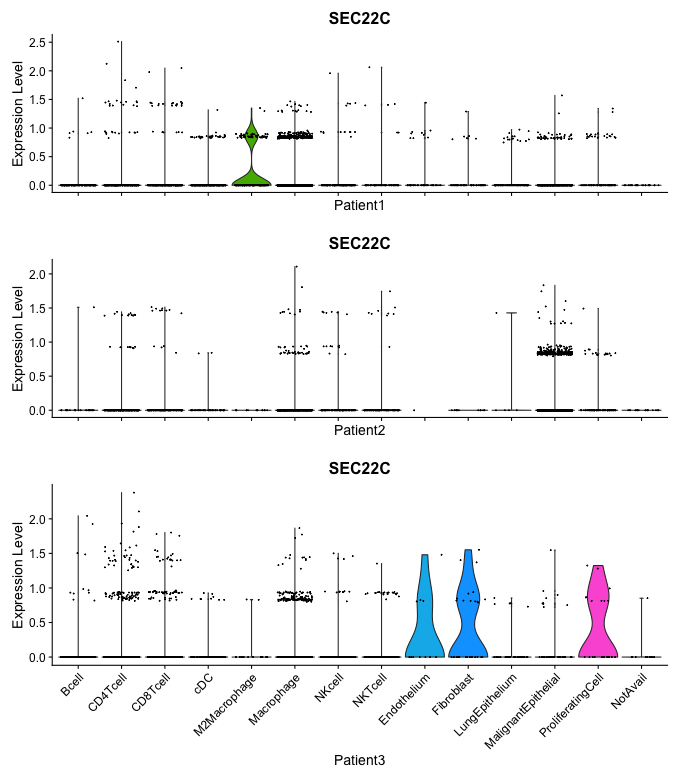 SEC22C
Expression Level
2.5
2.0
1.5
1.0
0.5
0.0
Patient1
SEC22C
Expression Level
2.0
1.5
1.0
0.5
0.0
Patient2
SEC22C
Expression Level
2.0
1.5
1.0
0.5
0.0
Bcell
CD4Tcell
CD8Tcell
cDC
M2Macrophage
Macrophage
NKcell
NKTcell
Endothelium
Fibroblast
LungEpithelium
MalignantEpithelial
ProliferatingCell
NotAvail
Patient3